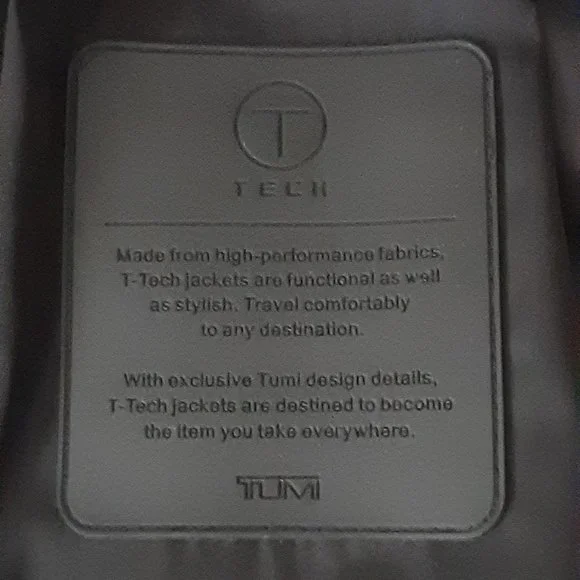 T
TECH
Made from high-performance fabrics,
T-Tech jackets are functional as well
as stylish. Travel comfortably
to any destination.
With exclusive Tumi design details,
T-Tech jackets are destined to become
the item you take everywhere.
TUMI